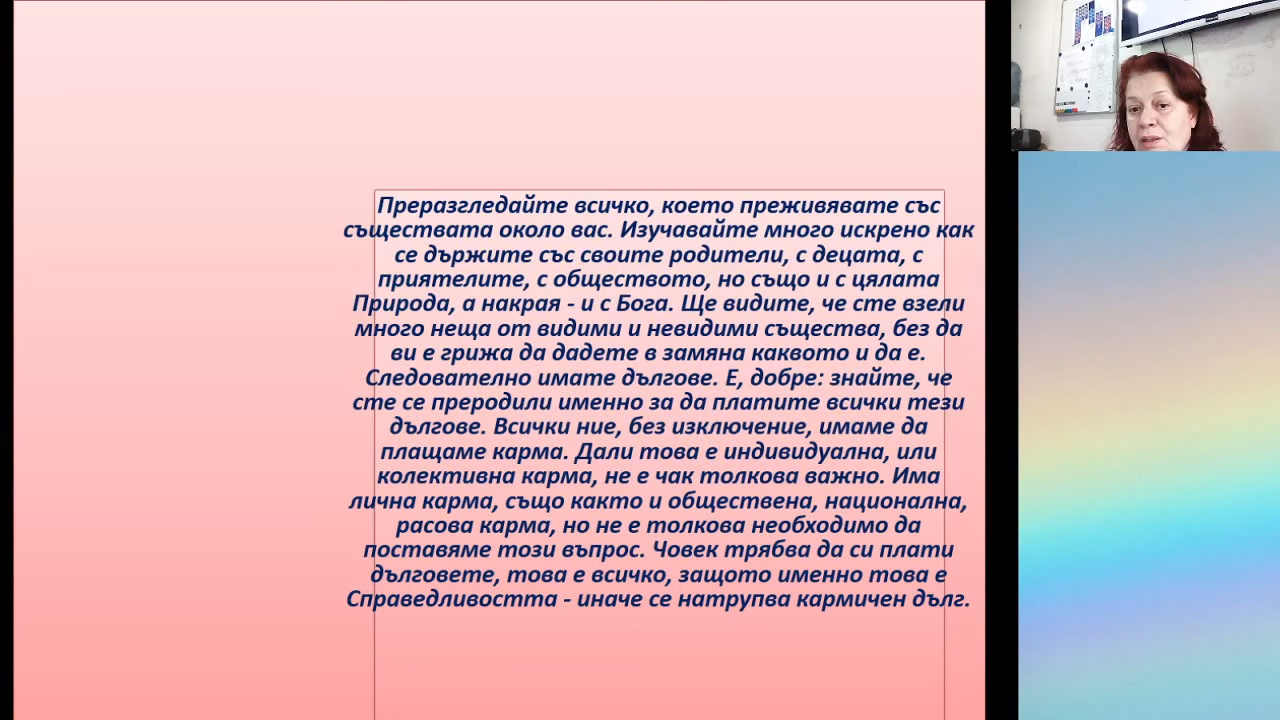 Преразгледайте всичко, което преживявате със
съществата около вас. Изучавайте много искрено как
се държите със своите родители, с децата, с
приятелите, с обществото, но също и с цялата
Природа, а накрая - и с Бога. Ще видите, че сте взели
много неща от видими и невидими същества, без да
ви е грижа да дадете в замяна каквото и да е.
Следователно имате дългове. Е, добре: знайте, че
сте се преродили именно за да платите всички тези
дългове. Всички ние, без изключение, имаме да
плащаме карма. Дали това е индивидуална, или
колективна карма, не е чак толкова важно. Има
лична карма, също както и обществена, национална,
расова карма, но не е толкова необходимо да
поставяме този въпрос. Човек трябва да си плати
дълговете, това е всичко, защото именно това е
Справедливостта - иначе се натрупва кармичен дълг.